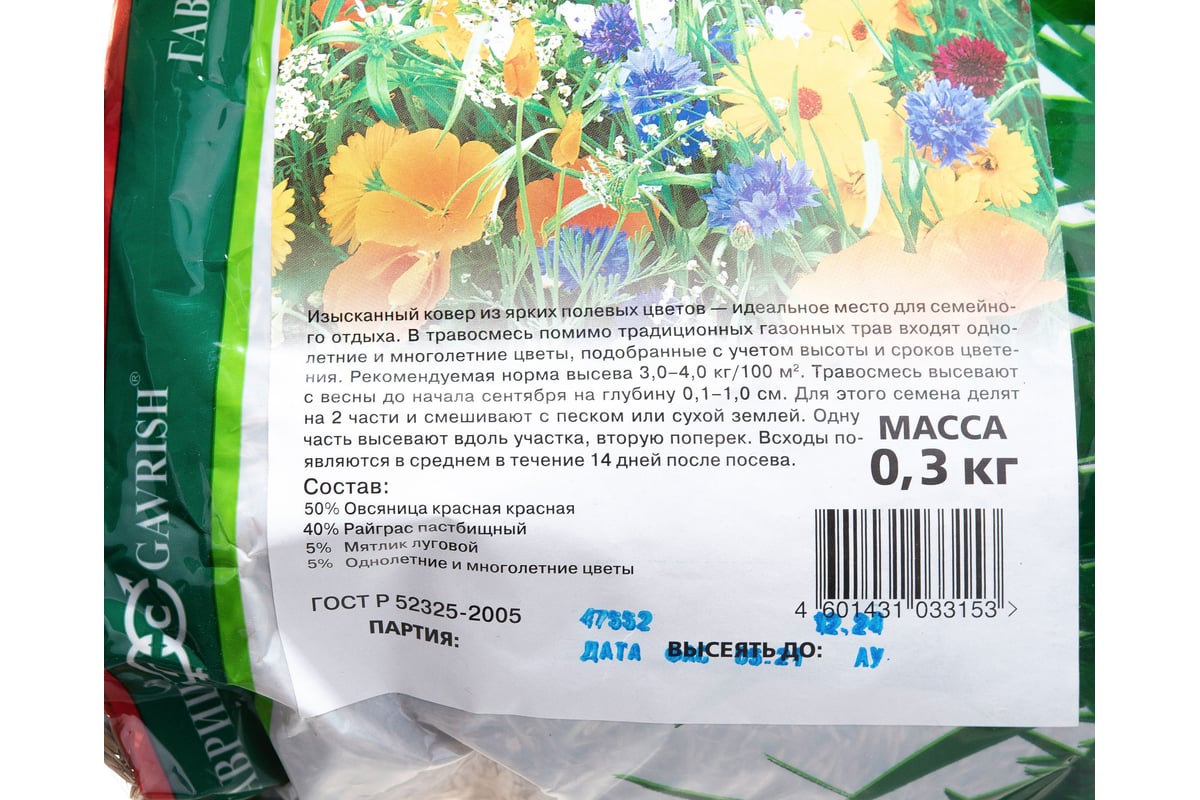 ГАВ
Изысканный ковер из ярких полевых цветов — идеальное место для семейно-
го отдыха. В травосмесь помимо традиционных газонных трав входят одно-
летние и многолетние цветы, подобранные с учетом высоты и сроков цвете-
ния. Рекомендуемая норма высева 3,0–4,0 кг/100 м². Травосмесь высевают
с весны до начала сентября на глубину 0,1–1,0 см. Для этого семена делят
на 2 части и смешивают с песком или сухой землей. Одну
часть высевают вдоль участка, вторую поперек. Всходы по-
являются в среднем в течение 14 дней после посева.
МАССА
0,3 кг
Состав:
50% Овсяница красная красная
40% Райграс пастбищный
5% Мятлик луговой
5% Однолетние и многолетние цветы
ГОСТ Р 52325-2005
4 601431 033153 >
47552 12.24
ПАРТИЯ: ВЫСЕЯТЬ ДО:
ДАТА АУ
GAVRISH®
АВРИШ